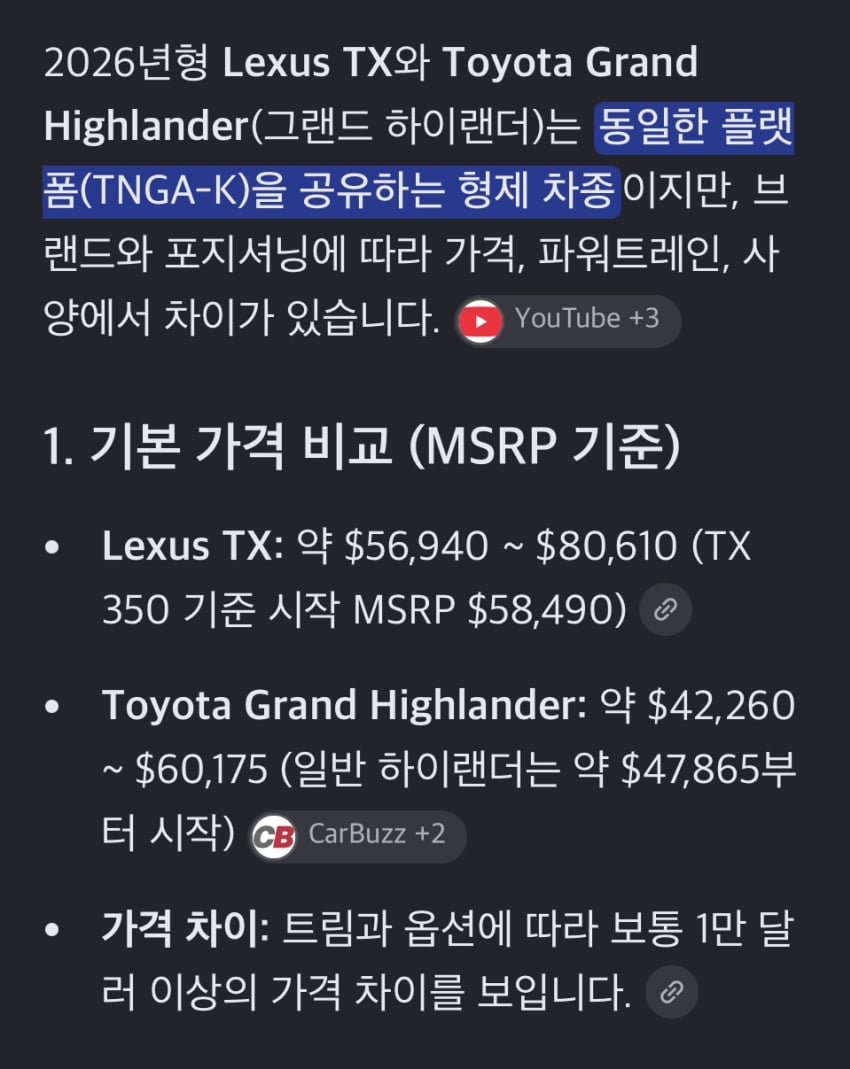 2026년형 Lexus TX와 Toyota Grand
Highlander(그랜드 하이랜더)는 동일한 플랫
폼(TNGA-K)을 공유하는 형제 차종이지만, 브
랜드와 포지셔닝에 따라 가격, 파워트레인, 사
양에서 차이가 있습니다. YouTube +3
1. 기본 가격 비교 (MSRP 기준)
• Lexus TX: 약 $56,940 ~ $80,610 (TX
350 기준 시작 MSRP $58,490)
• Toyota Grand Highlander: 약 $42,260
~ $60,175 (일반 하이랜더는 약 $47,865부
터 시작) CB CarBuzz +2
• 가격 차이: 트림과 옵션에 따라 보통 1만 달
러 이상의 가격 차이를 보입니다.